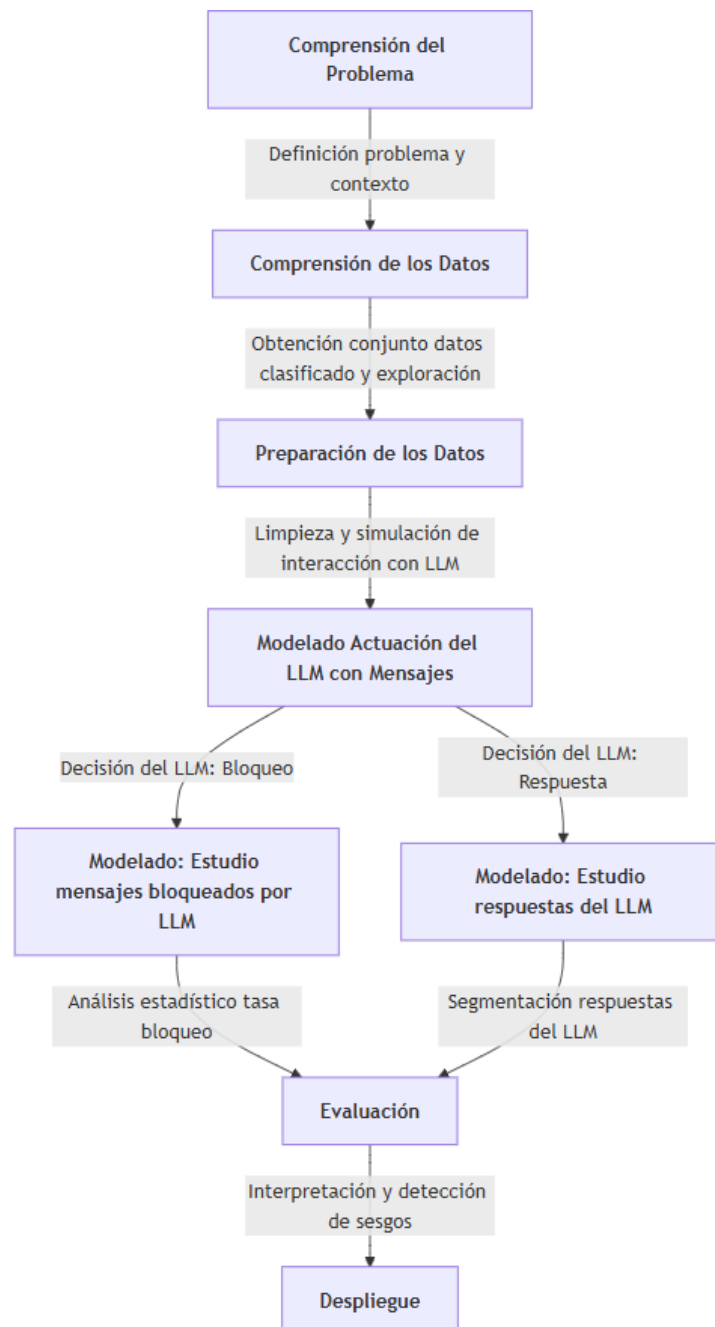 Comprensión del
Problema
Definición problema y
contexto
Comprensión de los Datos
Obtención conjunto datos
clasificado y exploración
Preparación de los Datos
Limpieza y simulación de
interacción con LLM
Modelado Actuación del
LLM con Mensajes
Decisión del LLM: Bloqueo
Decisión del LLM:
Respuesta
Modelado: Estudio
mensajes bloqueados por
LLM
Modelado: Estudio
respuestas del LLM
Análisis estadístico tasa
bloqueo
Segmentación respuestas
del LLM
Evaluación
Interpretación y detección
de sesgos
Despliegue